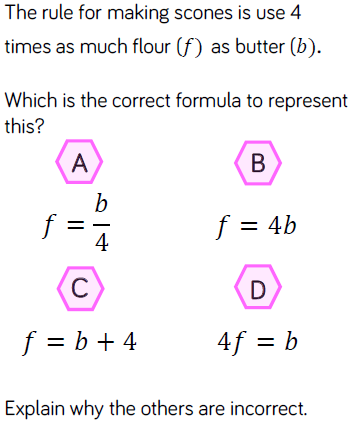 The rule for making scones is use 4
times as much flour (f) as butter (b).
Which is the correct formula to represent
this?
A B
f = b/4 f = 4b
C D
f = b + 4 4f = b
Explain why the others are incorrect.